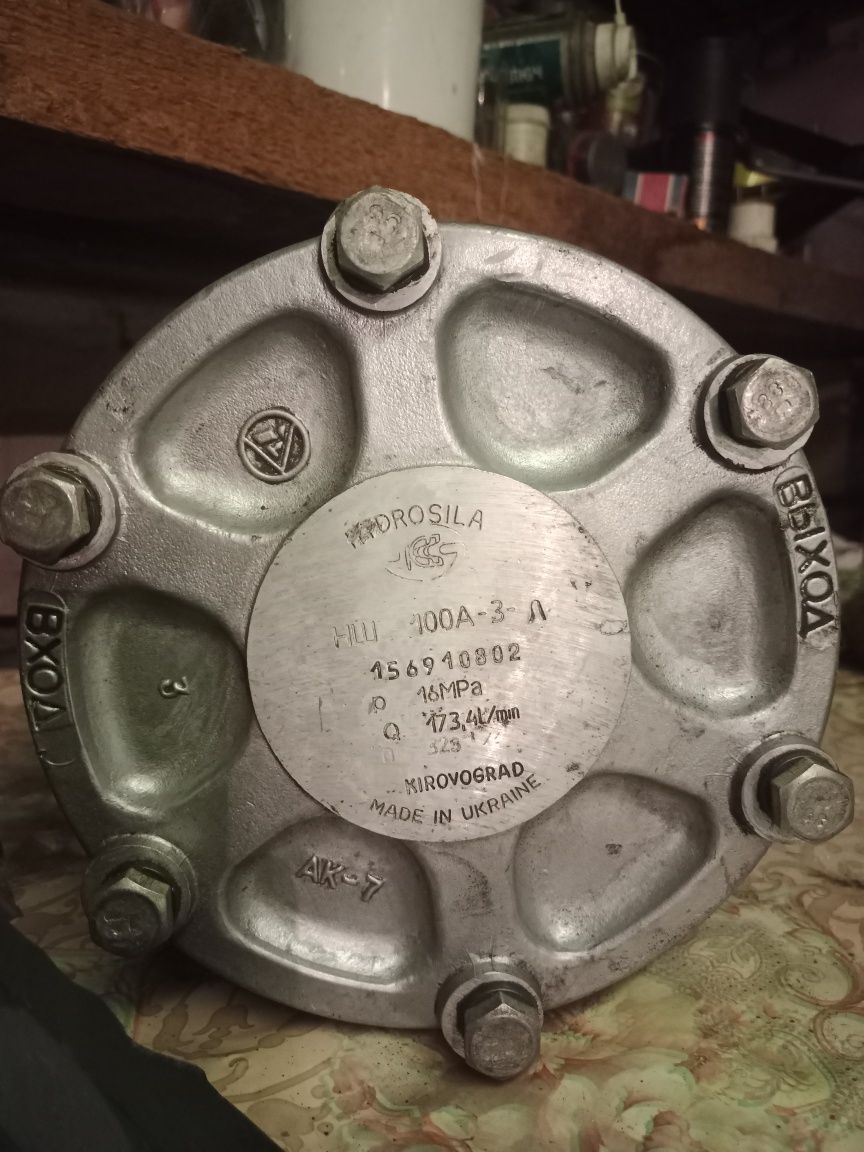 HYDROSILA
НШ 100А-3-Л
156910802
P 16MPa
Q 173,4L/min
KIROVOGRAD
MADE IN UKRAINE
ВХОД
ВЫХОД
3
АК-7